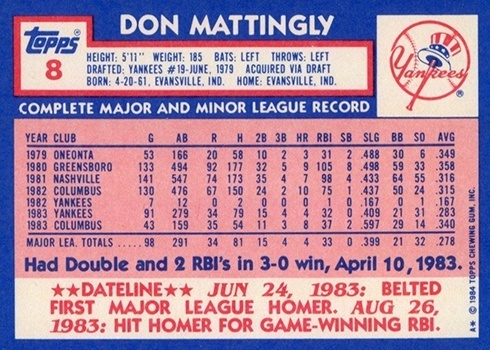 DON MATTINGLY
Topps
8
HEIGHT: 5'11" WEIGHT: 185 BATS: LEFT THROWS: LEFT
DRAFTED: YANKEES #19-JUNE, 1979 ACQUIRED VIA DRAFT
BORN: 4-20-61, EVANSVILLE, IND. HOME: EVANSVILLE, IND.
Yankees
COMPLETE MAJOR AND MINOR LEAGUE RECORD
YEAR CLUB G AB R H 2B 3B HR RBI SB SLG BB SO AVG
1979 ONEONTA 53 166 20 58 10 2 3 31 2 .488 30 6 .349
1980 GREENSBORO 133 494 92 177 32 5 9 105 8 .498 59 33 .358
1981 NASHVILLE 141 547 74 173 34 7 7 98 4 .433 64 55 .316
1982 COLUMBUS 130 476 67 150 24 2 10 75 1 .437 50 24 .315
1982 YANKEES 7 12 0 2 0 0 0 1 0 .167 0 1 .167
1983 YANKEES 91 279 34 79 15 4 4 32 0 .409 21 31 .283
1983 COLUMBUS 43 159 35 54 11 3 8 37 2 .597 29 14 .340
MAJOR LEA. TOTALS 98 291 34 81 15 4 4 33 0 .399 21 32 .278
Had Double and 2 RBI's in 3-0 win, April 10, 1983.
★★DATELINE★★ JUN 24, 1983: BELTED
FIRST MAJOR LEAGUE HOMER. AUG 26,
1983: HIT HOMER FOR GAME-WINNING RBI.
A* © 1984 TOPPS CHEWING GUM, INC.